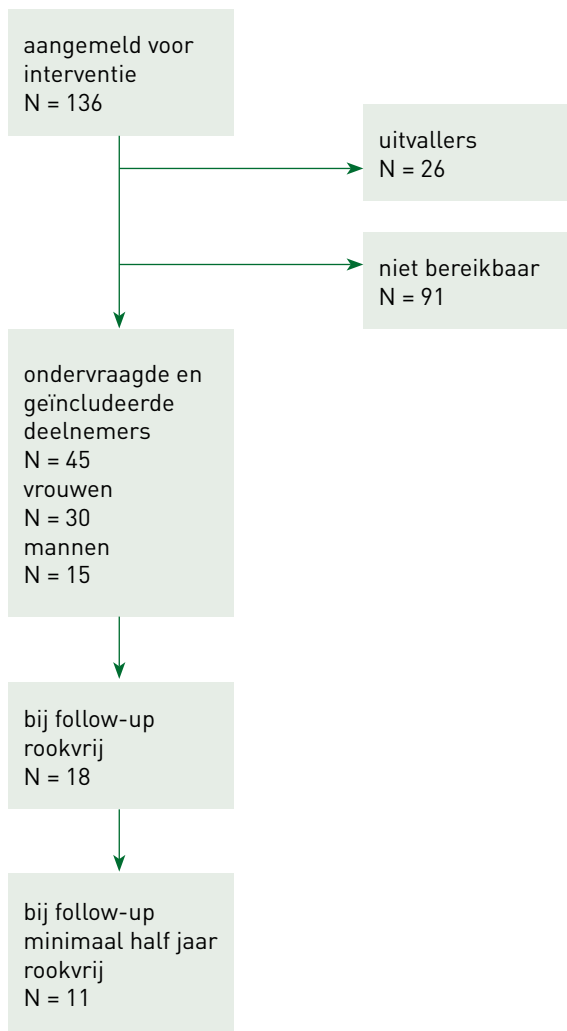 aangemeld voor
interventie
N = 136
uitvallers
N = 26
niet bereikbaar
N = 91
ondervraagde en
geïncludeerde
deelnemers
N = 45
vrouwen
N = 30
mannen
N = 15
bij follow-up
rookvrij
N = 18
bij follow-up
minimaal half jaar
rookvrij
N = 11